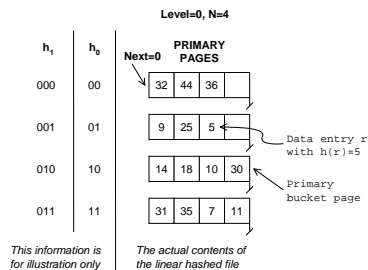 Level=0, N=4
h1 h0 PRIMARY
Next=0 PAGES
000 00 32 44 36
001 01 9 25 5
Data entry r
with h(r)=5
010 10 14 18 10 30
Primary
bucket page
011 11 31 35 7 11
This information is
for illustration only
The actual contents of
the linear hashed file